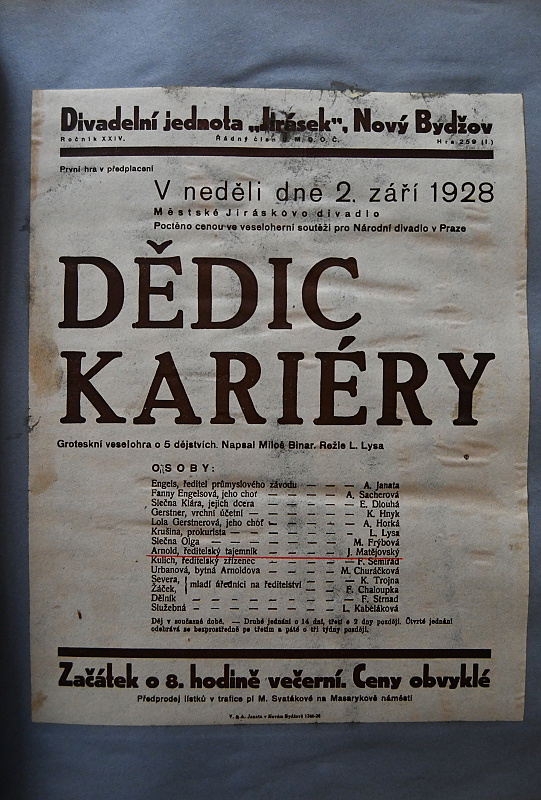 Divadelní jednota „Jirásek“, Nový Bydžov
Ročník XXIV. Řádný člen Ú. M. D. O. Č. Hra 259 (I.)
První hra v předplacení
V neděli dne 2. září 1928
Městské Jiráskovo divadlo
Poctěno cenou ve veseloherní soutěži pro Národní divadlo v Praze
DĚDIC
KARIÉRY
Groteskní veselohra o 5 dějstvích. Napsal Miloš Binar. Režie L. Lysa
OSOBY:
Engels, ředitel průmyslového závodu — — — A. Janata
Fanny Engelsová, jeho choť — — — — A. Sacherová
Slečna Klára, jejich dcera — — — — E. Dlouhá
Gerstner, vrchní účetní — — — — — K. Hnyk
Lola Gerstnerová, jeho choť — — — — A. Horká
Krušina, prokurista — — — — — L. Lysa
Slečna Olga — — — — — — M. Frýbová
Arnold, ředitelský tajemník — — — — J. Matějovský
Kulich, ředitelský zřízenec — — — — F. Semirád
Urbanová, bytná Arnoldova — — — — M. Churáčková
Severa, } mladí úředníci na ředitelství — — — K. Trojna
Žáček, F. Chaloupka
Dělník — — — — — — — F. Strnad
Služebná — — — — — — — L. Kabeláková
Děj v současné době. — Druhé jednání o 14 dní, třetí o 2 dny později. Čtvrté jednání
odehrává se bezprostředně po třetím a páté o tři týdny později.
Začátek o 8. hodině večerní. Ceny obvyklé
Předprodej lístků v trafice pí M. Svatákové na Masarykově náměstí
V. & A. Janata v Novém Bydžově